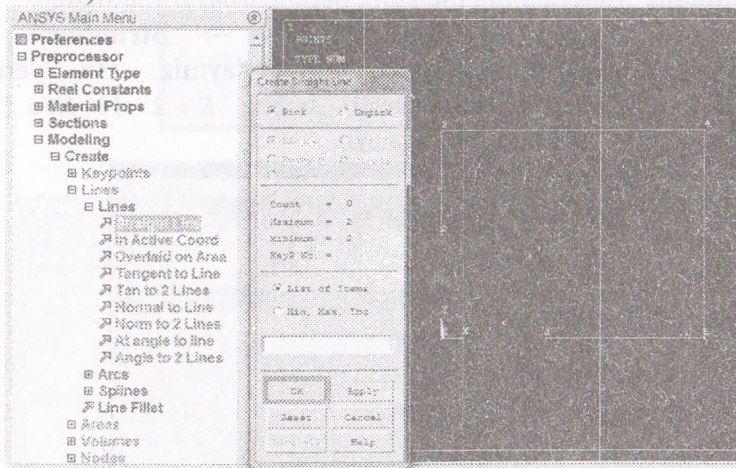 ANSYS Main Menu
Preferences
Preprocessor
Element Type
Real Constants
Material Props
Sections
Modeling
Create
Keypoints
Lines
Lines
In Active Coord
Overlaid on Area
Tangent to Line
Tan to 2 Lines
Normal to Line
Norm to 2 Lines
At angle to line
Angle to 2 Lines
Arcs
Splines
Line Fillet
Areas
Volumes
Nodes
Pick
Unpick
Count = 0
Maximum = 2
Minimum = 2
KeyP No. =
List of Items
Min, Max, Inc
OK
Apply
Reset
Cancel
Help
1
POINTS
TYPE NUM
X